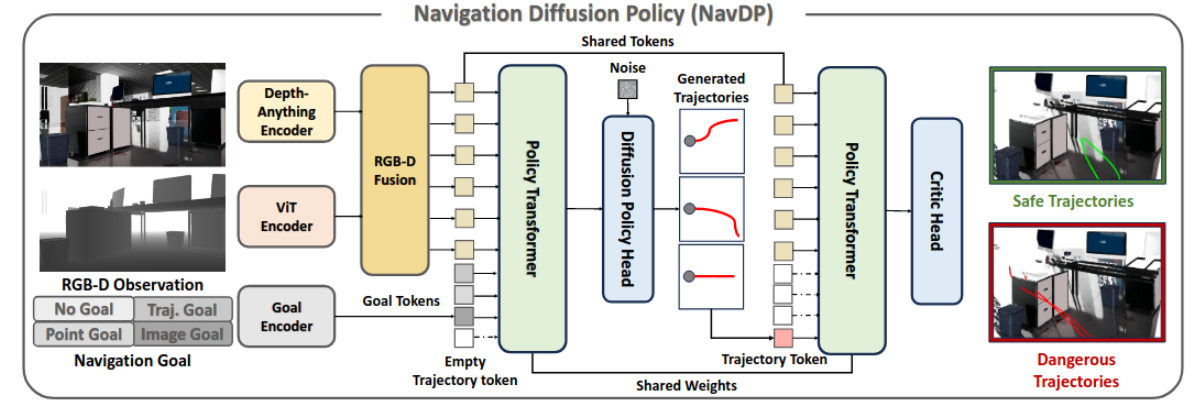 Navigation Diffusion Policy (NavDP)
Shared Tokens
Depth-
Anything
Encoder
ViT
Encoder
RGB-D
Fusion
RGB-D Observation
No Goal
Traj. Goal
Point Goal
Image Goal
Navigation Goal
Goal
Encoder
Goal Tokens
Empty
Trajectory token
Policy Transformer
Noise
Diffusion Policy Head
Generated
Trajectories
Trajectory Token
Shared Weights
Policy Transformer
Critic Head
Safe Trajectories
Dangerous
Trajectories